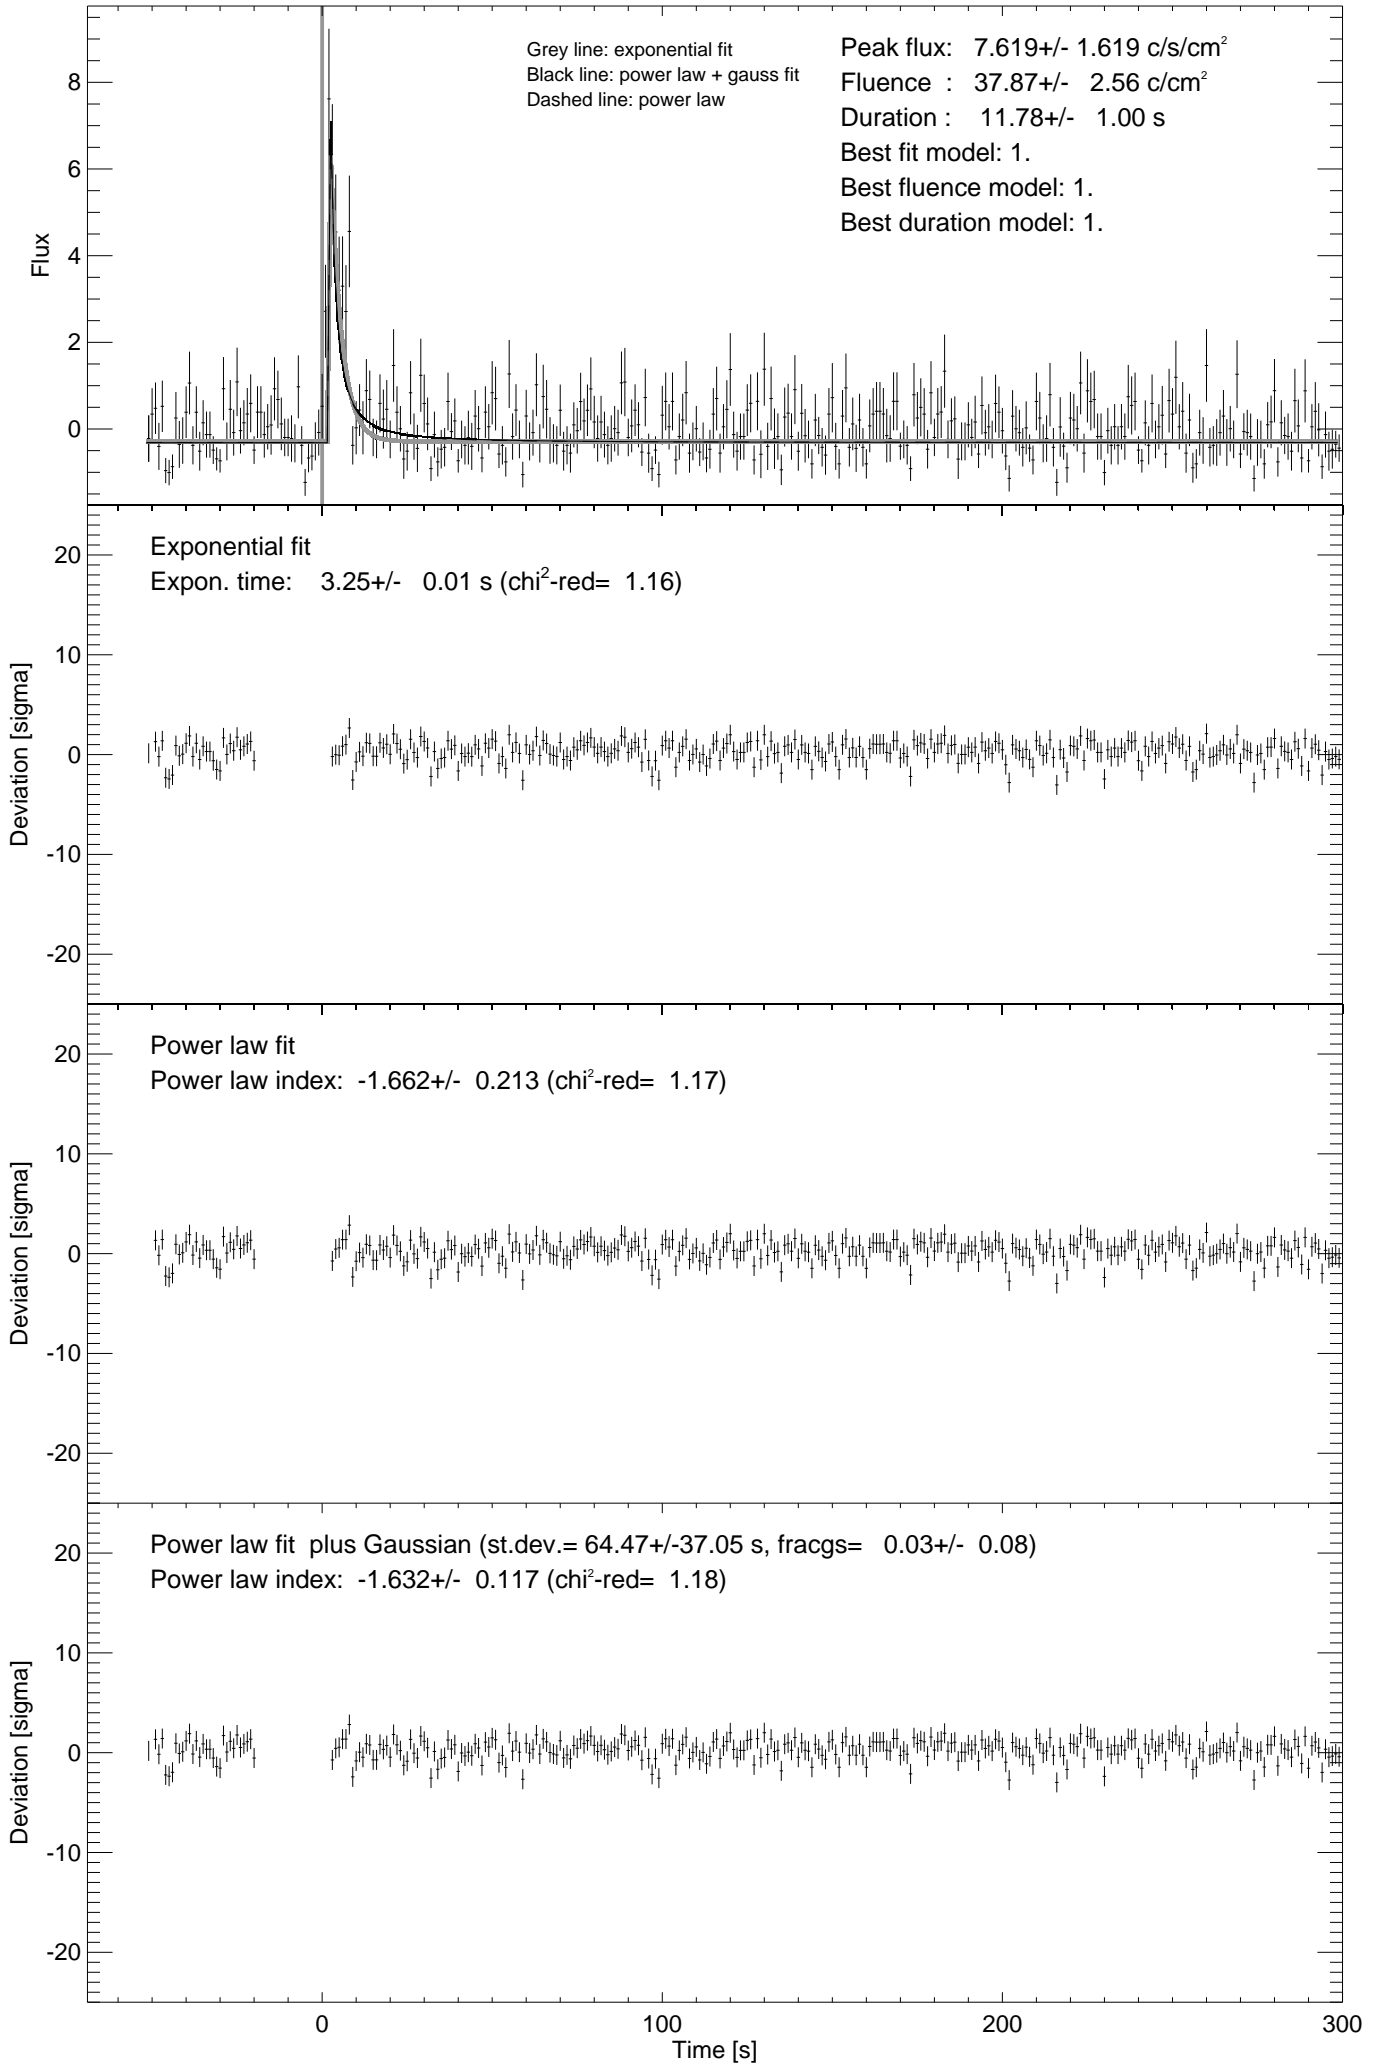 Grey line: exponential fit
Black line: power law + gauss fit
Dashed line: power law
Peak flux: 7.619+/- 1.619 c/s/cm²
Fluence : 37.87+/- 2.56 c/cm²
Duration : 11.78+/- 1.00 s
Best fit model: 1.
Best fluence model: 1.
Best duration model: 1.
8
6
4
2
0
Flux
Exponential fit
Expon. time: 3.25+/- 0.01 s (chi²-red= 1.16)
20
10
0
-10
-20
Deviation [sigma]
Power law fit
Power law index: -1.662+/- 0.213 (chi²-red= 1.17)
20
10
0
-10
-20
Deviation [sigma]
Power law fit plus Gaussian (st.dev.= 64.47+/-37.05 s, fracgs= 0.03+/- 0.08)
Power law index: -1.632+/- 0.117 (chi²-red= 1.18)
20
10
0
-10
-20
Deviation [sigma]
0 100 200 300
Time [s]